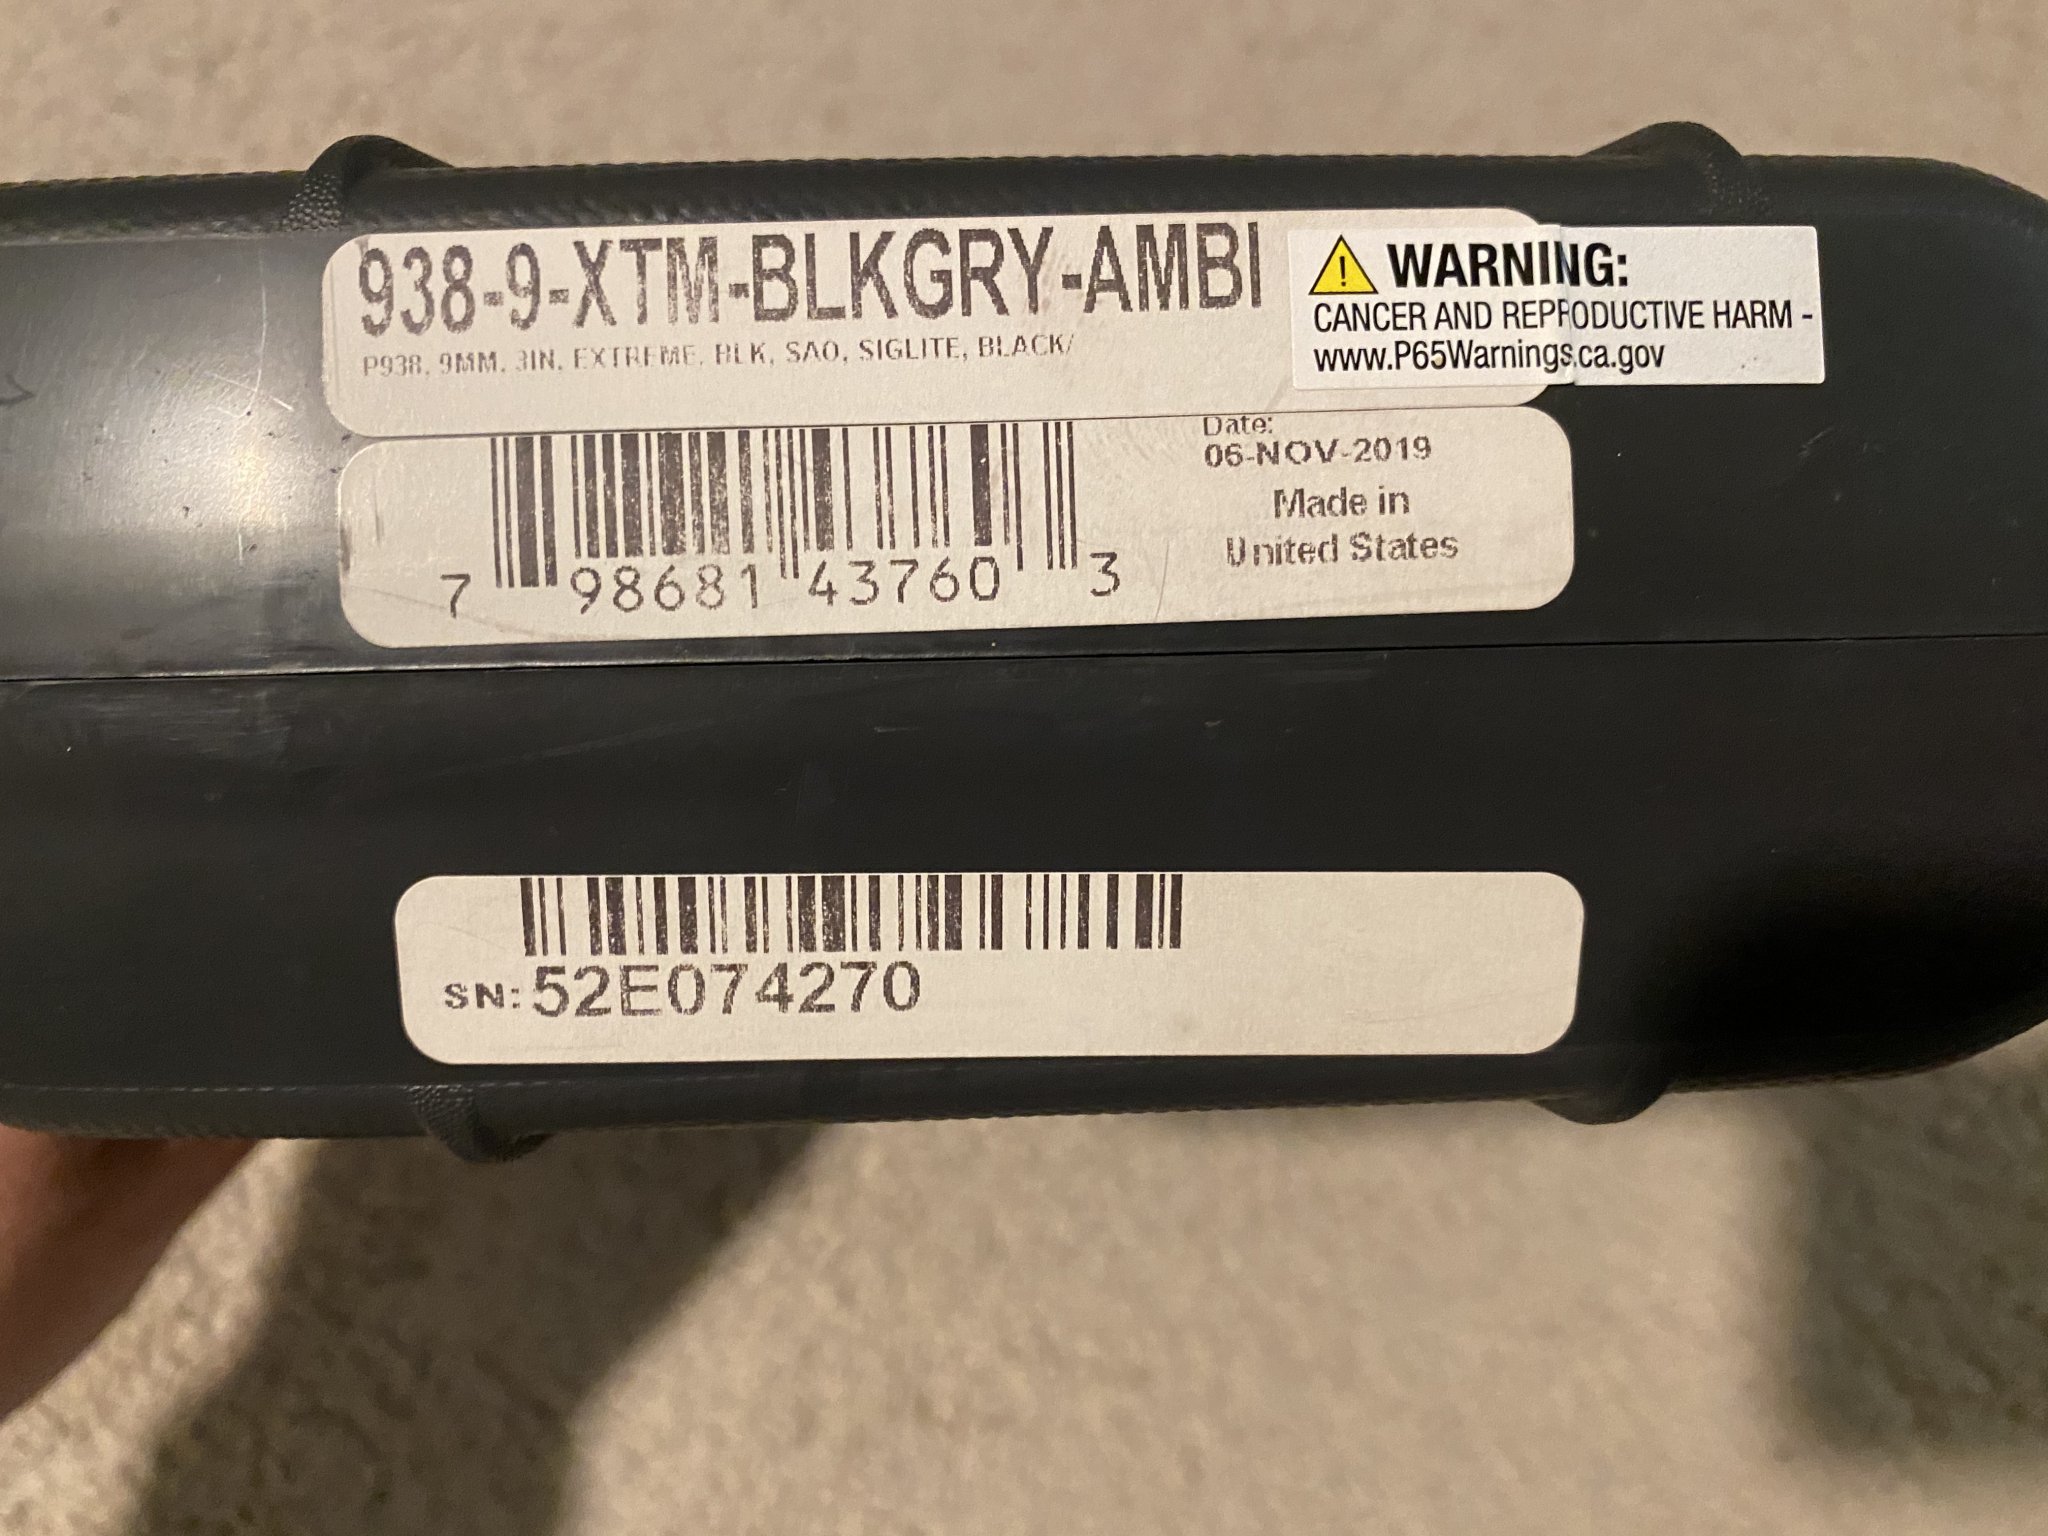 938-9-XTM-BLKGRY-AMBI
P938, 9MM, 3IN, EXTREME, BLK, SAO, SIGLITE, BLACK/
WARNING:
CANCER AND REPRODUCTIVE HARM -
www.P65Warnings.ca.gov
7 98681 43760 3
Date:
06-NOV-2019
Made in
United States
SN:52E074270